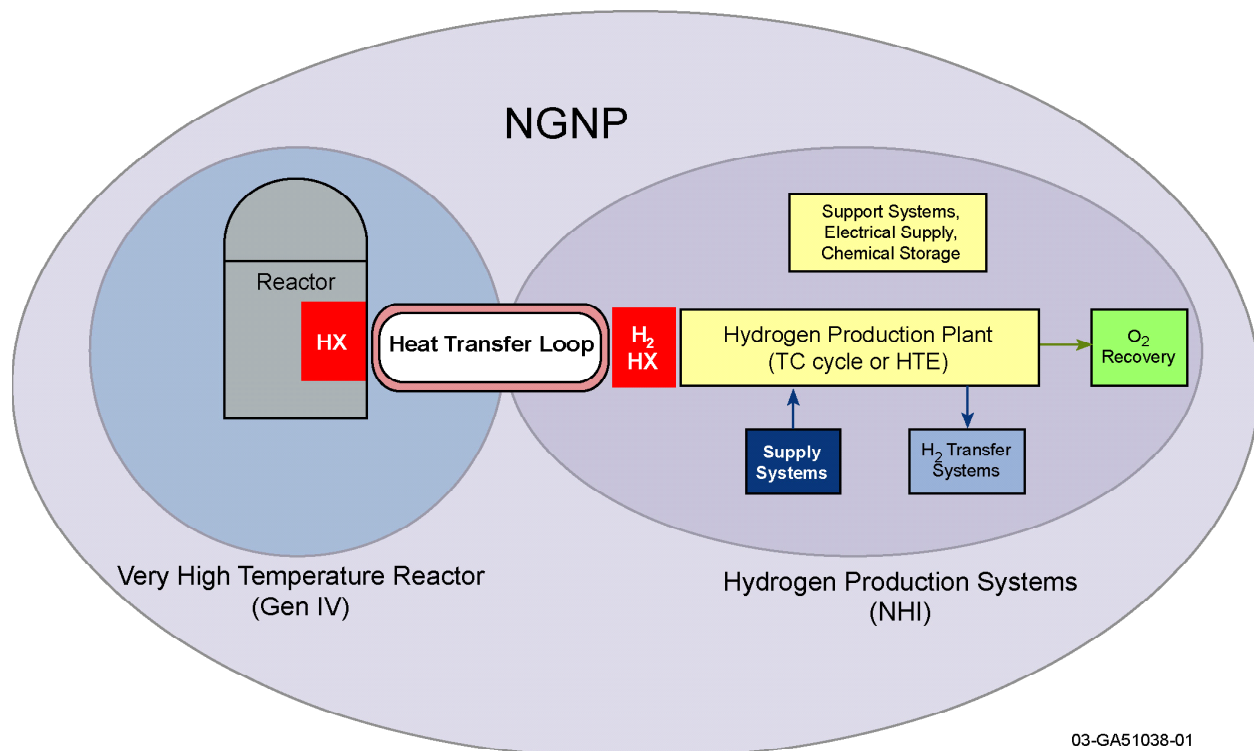 NGNP
Reactor
HX
Heat Transfer Loop
H2
HX
Support Systems,
Electrical Supply,
Chemical Storage
Hydrogen Production Plant
(TC cycle or HTE)
O2
Recovery
Supply
Systems
H2 Transfer
Systems
Very High Temperature Reactor
(Gen IV)
Hydrogen Production Systems
(NHI)
03-GA51038-01